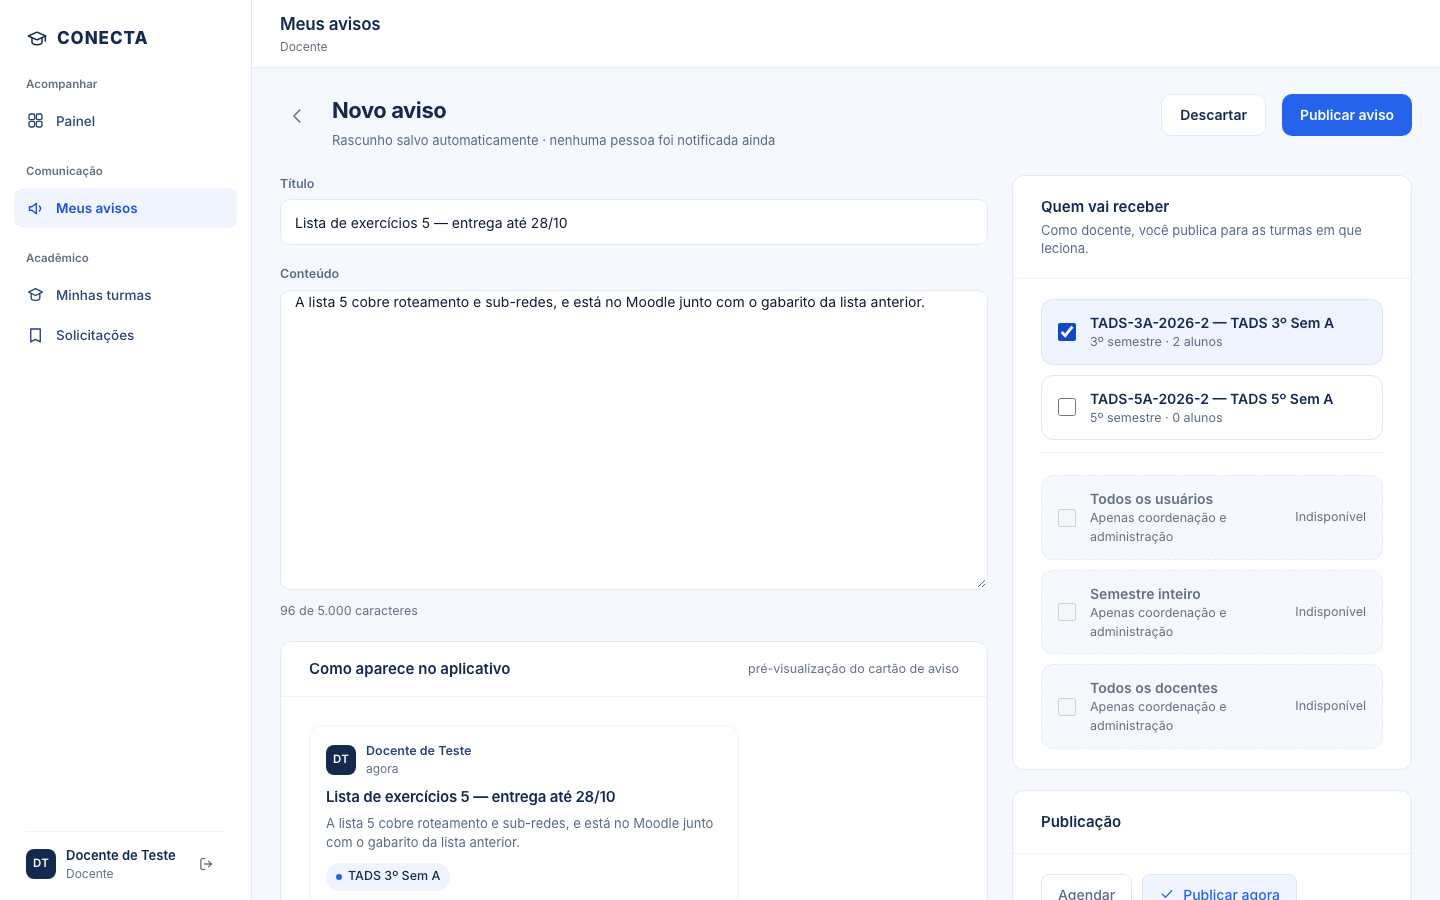 CONECTA
Acompanhar
Painel
Comunicação
Meus avisos
Acadêmico
Minhas turmas
Solicitações
DT
Docente de Teste
Docente
Meus avisos
Docente
Novo aviso
Rascunho salvo automaticamente · nenhuma pessoa foi notificada ainda
Descartar
Publicar aviso
Título
Lista de exercícios 5 — entrega até 28/10
Conteúdo
A lista 5 cobre roteamento e sub-redes, e está no Moodle junto com o gabarito da lista anterior.
96 de 5.000 caracteres
Como aparece no aplicativo
pré-visualização do cartão de aviso
DT
Docente de Teste
agora
Lista de exercícios 5 — entrega até 28/10
A lista 5 cobre roteamento e sub-redes, e está no Moodle junto
com o gabarito da lista anterior.
TADS 3º Sem A
Quem vai receber
Como docente, você publica para as turmas em que
leciona.
TADS-3A-2026-2 — TADS 3º Sem A
3º semestre · 2 alunos
TADS-5A-2026-2 — TADS 5º Sem A
5º semestre · 0 alunos
Todos os usuários
Apenas coordenação e
administração
Indisponível
Semestre inteiro
Apenas coordenação e
administração
Indisponível
Todos os docentes
Apenas coordenação e
administração
Indisponível
Publicação
Agendar
Publicar agora